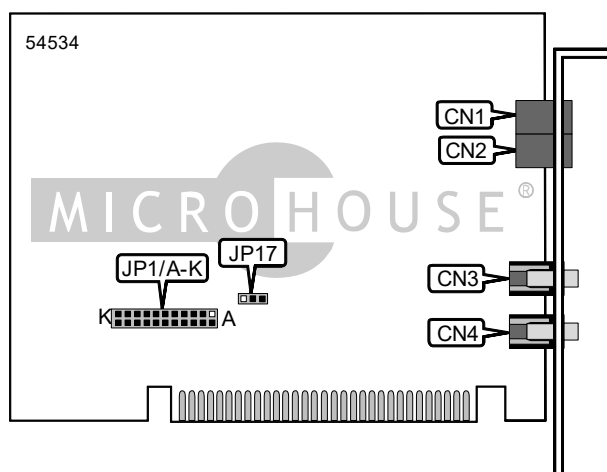 54534
CN1
CN2
MICROHOUSE®
JP17
JP1/A-K
CN3
K A
CN4